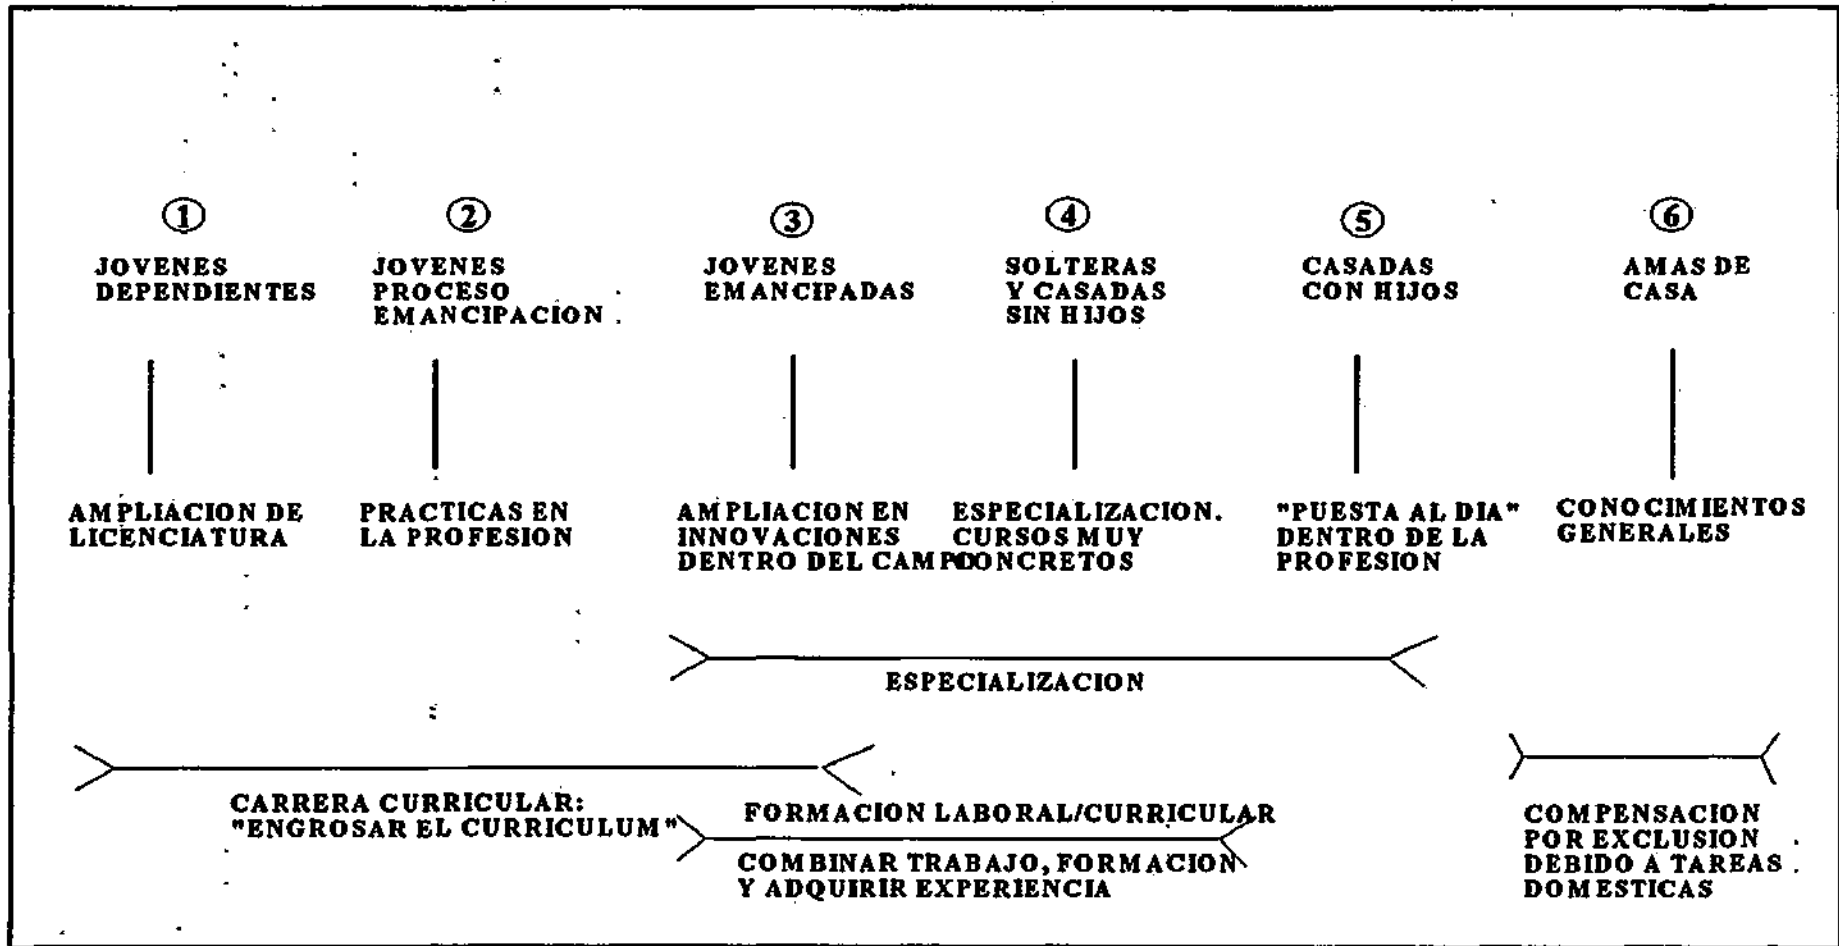 ①
JOVENES
DEPENDIENTES
②
JOVENES
PROCESO
EMANCIPACION
③
JOVENES
EMANCIPADAS
④
SOLTERAS
Y CASADAS
SIN HIJOS
⑤
CASADAS
CON HIJOS
⑥
AMAS DE
CASA
AMPLIACION DE
LICENCIATURA
PRACTICAS EN
LA PROFESION
AMPLIACION EN
INNOVACIONES
DENTRO DEL CAMPO
ESPECIALIZACION.
CURSOS MUY
CONCRETOS
"PUESTA AL DIA"
DENTRO DE LA
PROFESION
CONOCIMIENTOS
GENERALES
ESPECIALIZACION
CARRERA CURRICULAR:
"ENGROSAR EL CURRICULUM"
FORMACION LABORAL/CURRICULAR
COMBINAR TRABAJO, FORMACION
Y ADQUIRIR EXPERIENCIA
COMPENSACION
POR EXCLUSION
DEBIDO A TAREAS
DOMESTICAS